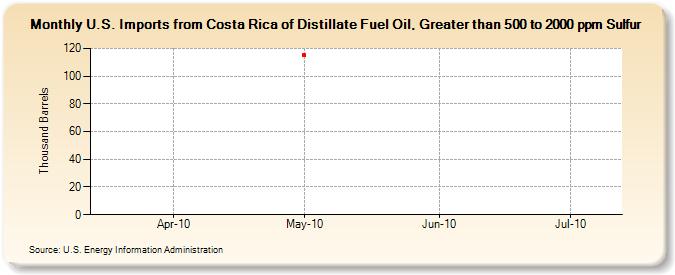 Monthly U.S. Imports from Costa Rica of Distillate Fuel Oil, Greater than 500 to 2000 ppm Sulfur
Thousand Barrels
120
100
80
60
40
20
0
Apr-10 May-10 Jun-10 Jul-10
Source: U.S. Energy Information Administration